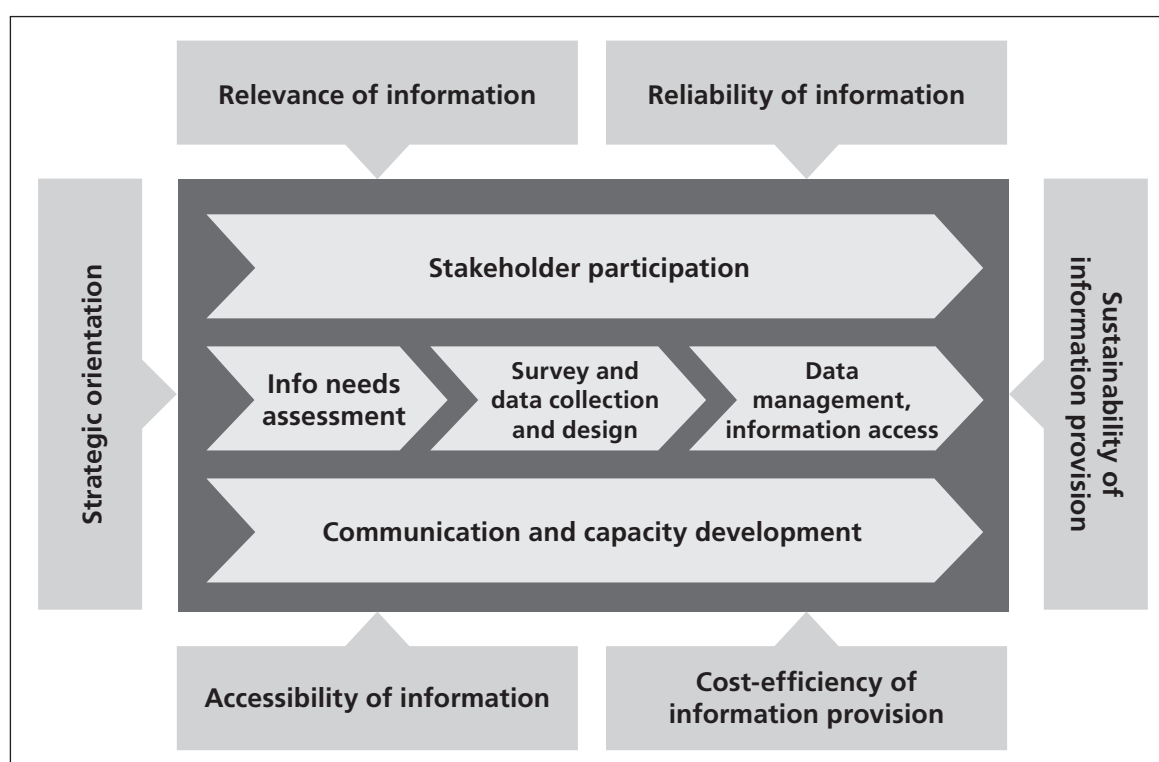 Relevance of information
Reliability of information
Strategic orientation
Stakeholder participation
Info needs
assessment
Survey and
data collection
and design
Data
management,
information access
Communication and capacity development
Sustainability of
information provision
Accessibility of information
Cost-efficiency of
information provision